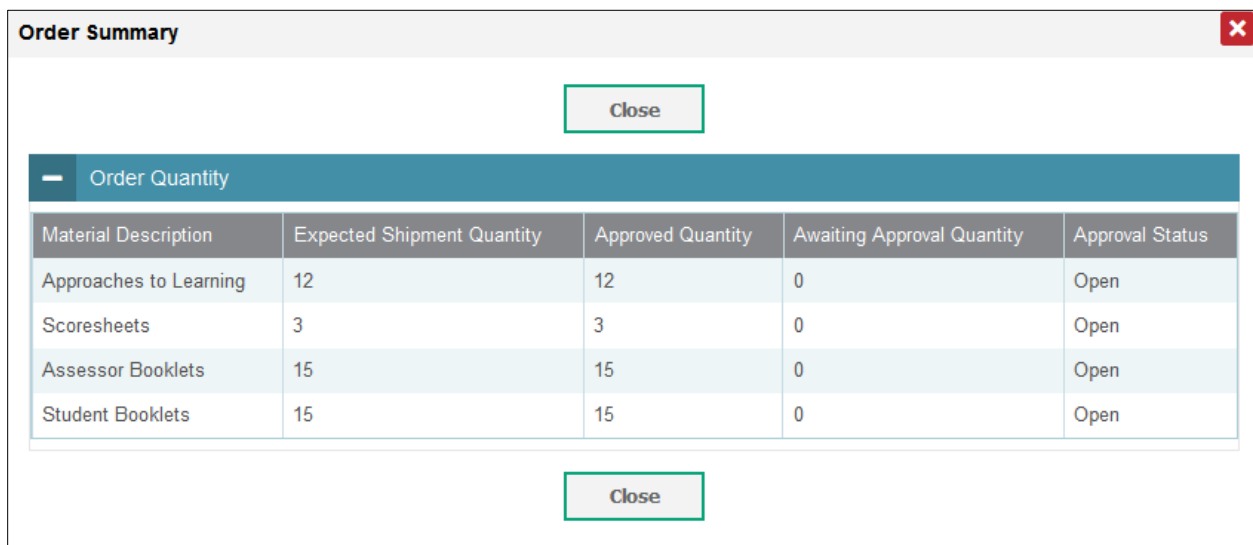 Order Summary
Close
Order Quantity
Material Description Expected Shipment Quantity Approved Quantity Awaiting Approval Quantity Approval Status
Approaches to Learning 12 12 0 Open
Scoresheets 3 3 0 Open
Assessor Booklets 15 15 0 Open
Student Booklets 15 15 0 Open
Close